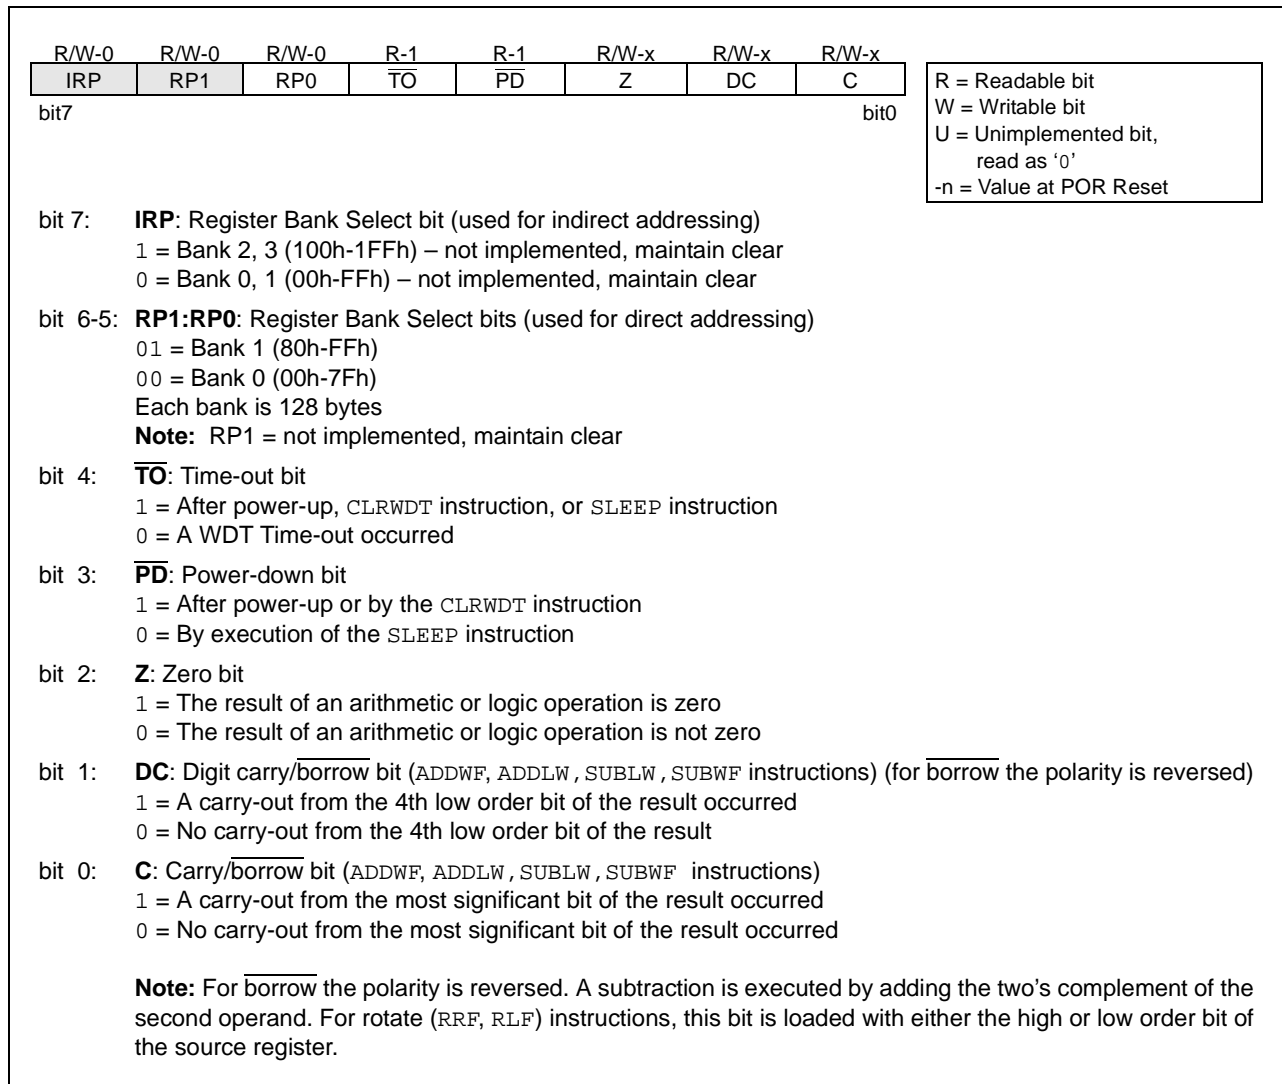 R/W-0 R/W-0 R/W-0 R-1 R-1 R/W-x R/W-x R/W-x
IRP RP1 RP0 T̅O̅ P̅D̅ Z DC C
bit7 bit0
R = Readable bit
W = Writable bit
U = Unimplemented bit,
read as ‘0’
-n = Value at POR Reset
bit 7: IRP: Register Bank Select bit (used for indirect addressing)
1 = Bank 2, 3 (100h-1FFh) – not implemented, maintain clear
0 = Bank 0, 1 (00h-FFh) – not implemented, maintain clear
bit 6-5: RP1:RP0: Register Bank Select bits (used for direct addressing)
01 = Bank 1 (80h-FFh)
00 = Bank 0 (00h-7Fh)
Each bank is 128 bytes
Note: RP1 = not implemented, maintain clear
bit 4: T̅O̅: Time-out bit
1 = After power-up, CLRWDT instruction, or SLEEP instruction
0 = A WDT Time-out occurred
bit 3: P̅D̅: Power-down bit
1 = After power-up or by the CLRWDT instruction
0 = By execution of the SLEEP instruction
bit 2: Z: Zero bit
1 = The result of an arithmetic or logic operation is zero
0 = The result of an arithmetic or logic operation is not zero
bit 1: DC: Digit carry/b̅o̅r̅r̅o̅w̅ bit (ADDWF, ADDLW,SUBLW,SUBWF instructions) (for b̅o̅r̅r̅o̅w̅ the polarity is reversed)
1 = A carry-out from the 4th low order bit of the result occurred
0 = No carry-out from the 4th low order bit of the result
bit 0: C: Carry/b̅o̅r̅r̅o̅w̅ bit (ADDWF, ADDLW,SUBLW,SUBWF instructions)
1 = A carry-out from the most significant bit of the result occurred
0 = No carry-out from the most significant bit of the result occurred
Note: For b̅o̅r̅r̅o̅w̅ the polarity is reversed. A subtraction is executed by adding the two’s complement of the
second operand. For rotate (RRF, RLF) instructions, this bit is loaded with either the high or low order bit of
the source register.